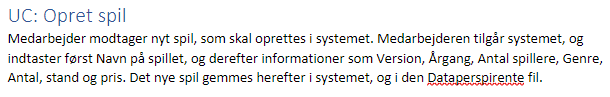 UC: Opret spil
Medarbejder modtager nyt spil, som skal oprettes i systemet. Medarbejderen tilgår systemet, og
indtaster først Navn på spillet, og derefter informationer som Version, Årgang, Antal spillere, Genre,
Antal, stand og pris. Det nye spil gemmes herefter i systemet, og i den Dataperspirente fil.